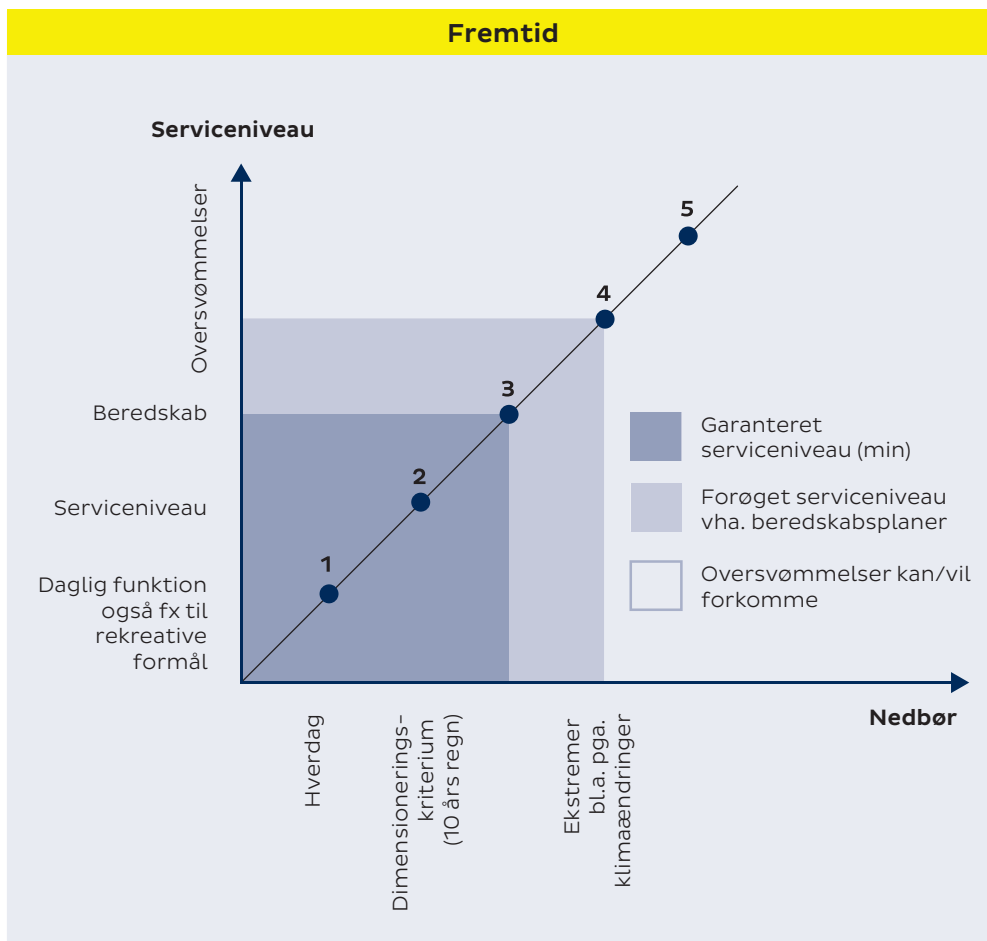 Fremtid
Serviceniveau
Oversvømmelser
Beredskab
Serviceniveau
Daglig funktion
også fx til
rekreative
formål
1
2
3
4
5
Garanteret
serviceniveau (min)
Forøget serviceniveau
vha. beredskabsplaner
Oversvømmelser kan/vil
forkomme
Nedbør
Hverdag
Dimensionerings-
kriterium
(10 års regn)
Ekstremer
bl.a. pga.
klimaændringer